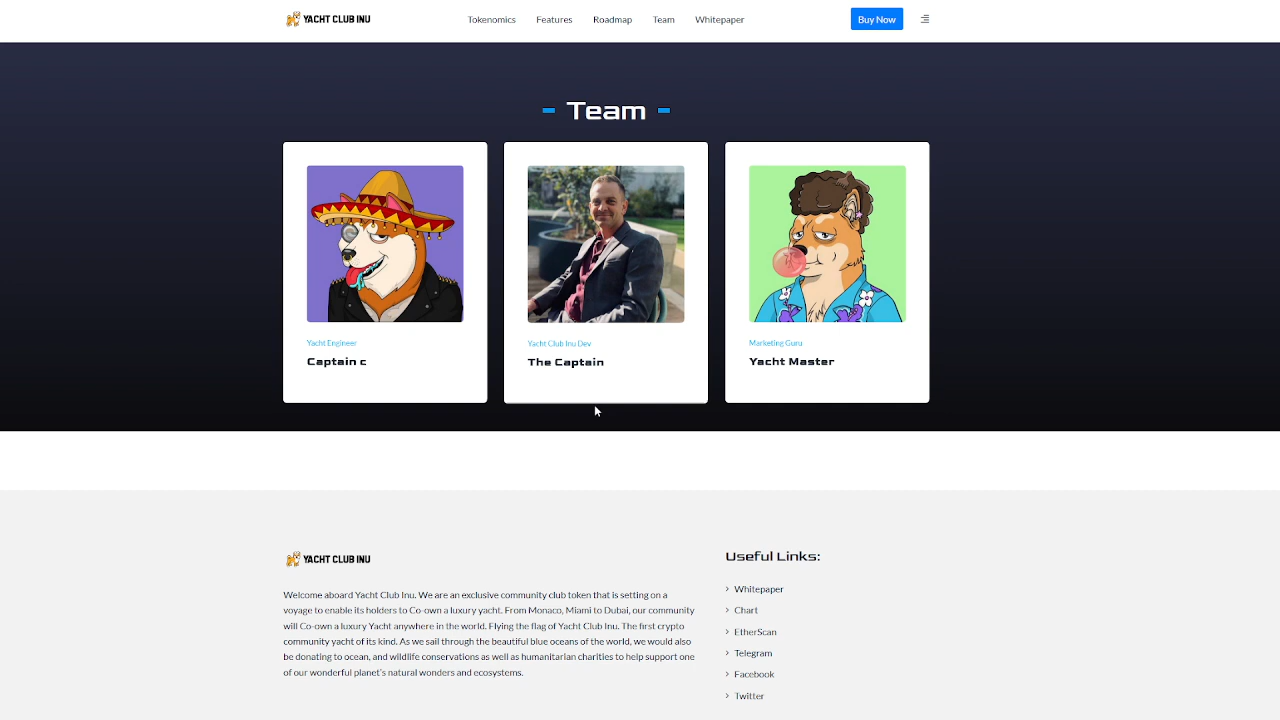 YACHT CLUB INU
Tokenomics Features Roadmap Team Whitepaper
Buy Now
Team
Yacht Engineer
Captain c
Yacht Club Inu Dev
The Captain
Marketing Guru
Yacht Master
YACHT CLUB INU
Welcome aboard Yacht Club Inu. We are an exclusive community club token that is setting on a
voyage to enable its holders to Co-own a luxury yacht. From Monaco, Miami to Dubai, our community
will Co-own a luxury Yacht anywhere in the world. Flying the flag of Yacht Club Inu. The first crypto
community yacht of its kind. As we sail through the beautiful blue oceans of the world, we would also
be donating to ocean, and wildlife conservations as well as humanitarian charities to help support one
of our wonderful planet's natural wonders and ecosystems.
Useful Links:
Whitepaper
Chart
EtherScan
Telegram
Facebook
Twitter